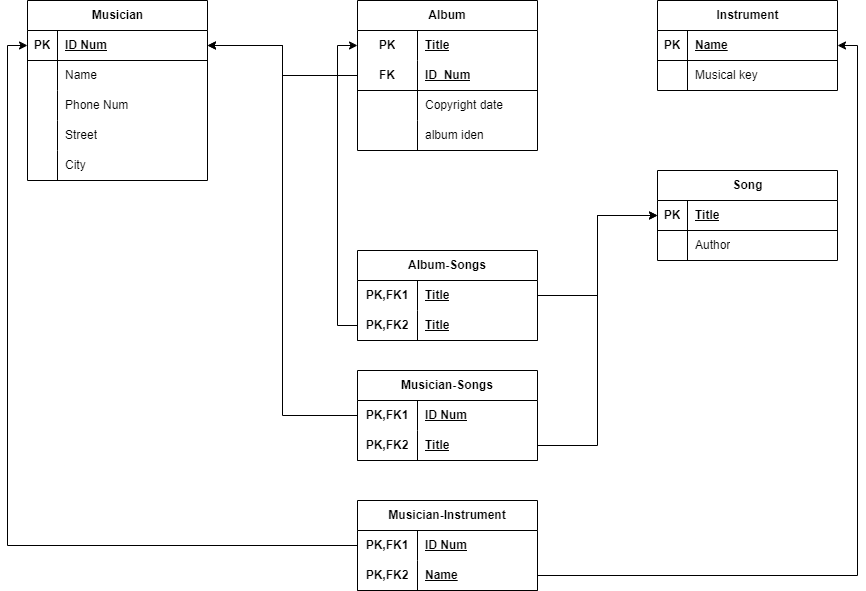 Musician
PK ID Num
Name
Phone Num
Street
City
Album
PK Title
FK ID Num
Copyright date
album iden
Instrument
PK Name
Musical key
Song
PK Title
Author
Album-Songs
PK,FK1 Title
PK,FK2 Title
Musician-Songs
PK,FK1 ID Num
PK,FK2 Title
Musician-Instrument
PK,FK1 ID Num
PK,FK2 Name